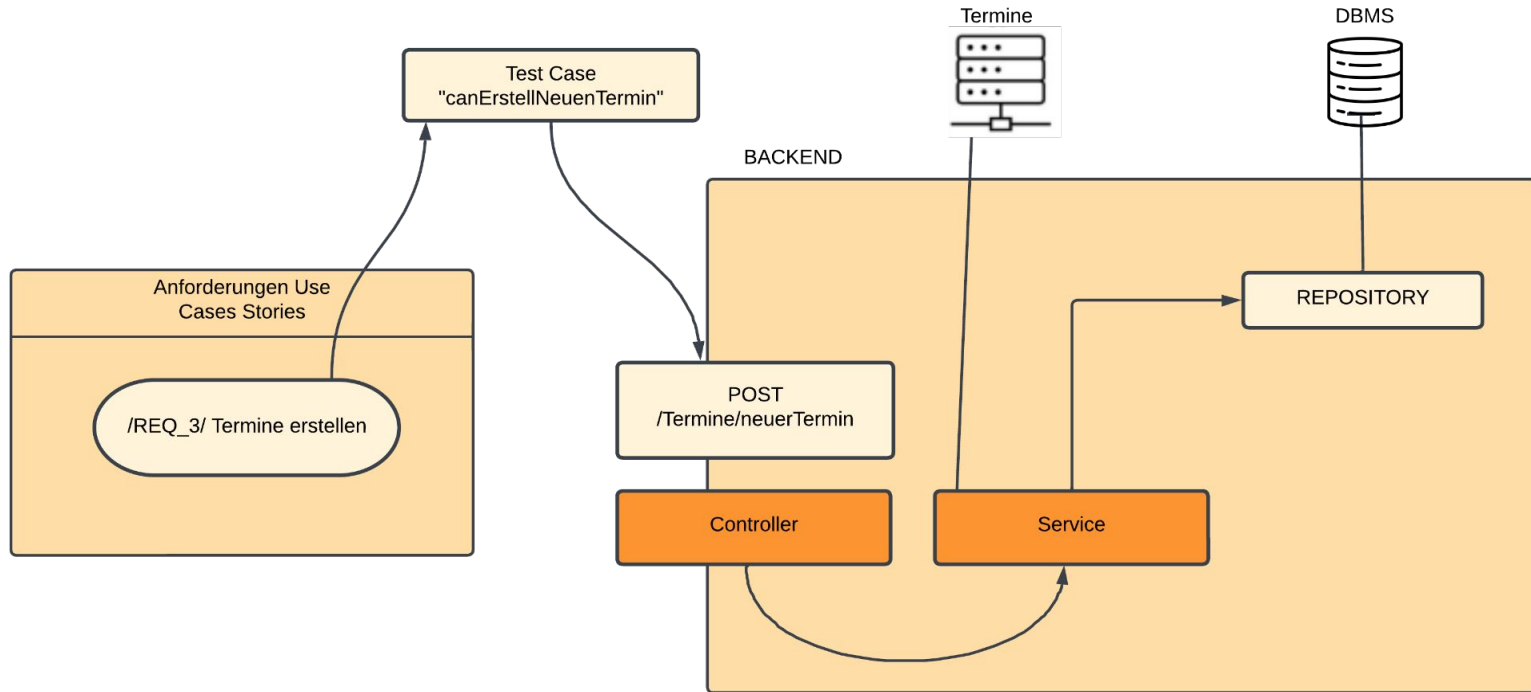 Termine
DBMS
Test Case
"canErstellNeuenTermin"
BACKEND
Anforderungen Use
Cases Stories
REPOSITORY
/REQ_3/ Termine erstellen
POST
/Termine/neuerTermin
Controller
Service